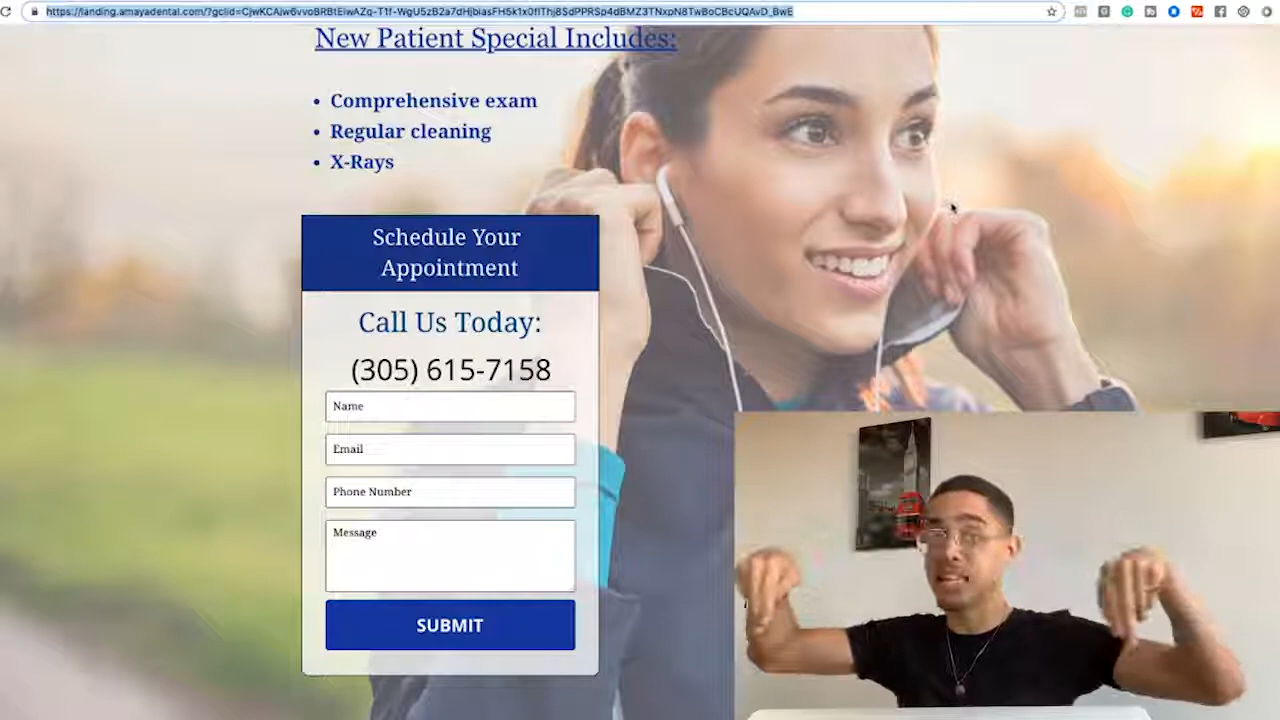 New Patient Special Includes:
• Comprehensive exam
• Regular cleaning
• X-Rays
Schedule Your
Appointment
Call Us Today:
(305) 615-7158
Name
Email
Phone Number
Message
SUBMIT